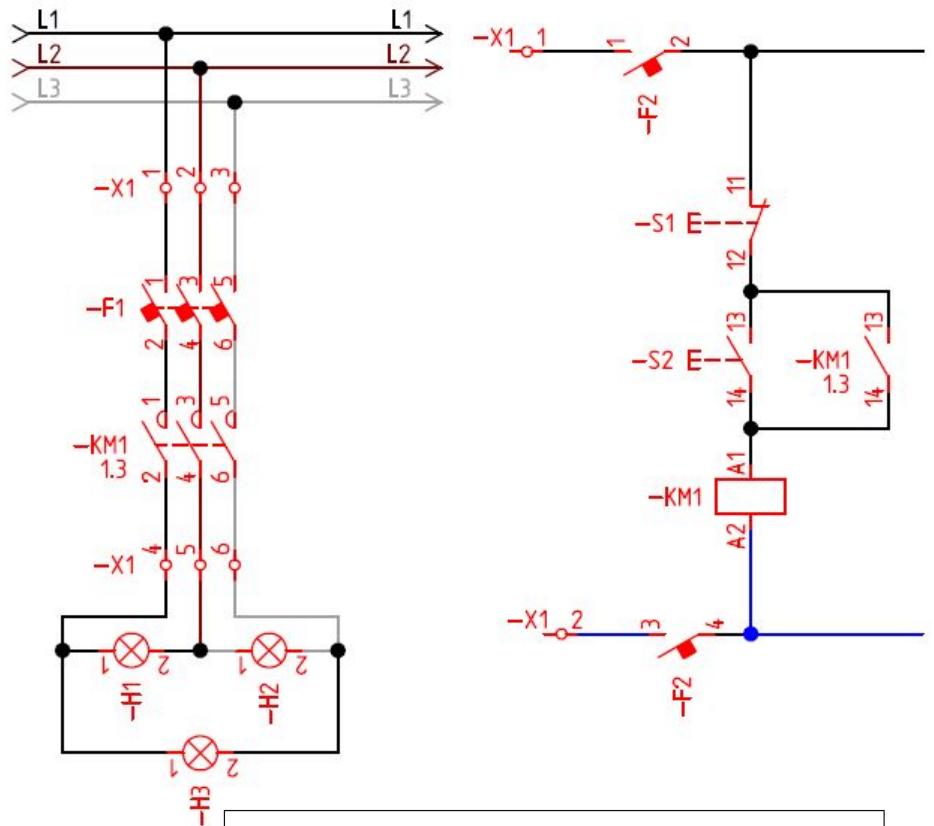 L1 L1
L2 L2
L3 L3
-X1 1 2 3
-F1 1 3 5
2 4 6
-KM1 1 3 5
1.3 2 4 6
-X1 4 5 6
1 2 1 2
-H1 -H2
1 2
-H3
-X1 1 1 2
-F2
11
-S1
12
13 13
-S2 -KM1
1.3
14 14
A1
-KM1
A2
-X1 2 3 4
-F2